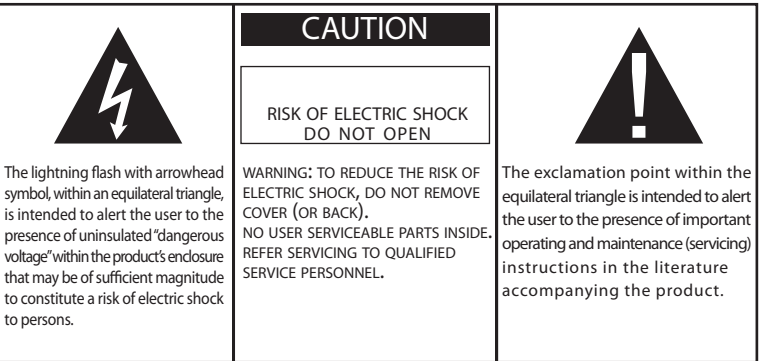 The lightning flash with arrowhead
symbol, within an equilateral triangle,
is intended to alert the user to the
presence of uninsulated “dangerous
voltage” within the product’s enclosure
that may be of sufficient magnitude
to constitute a risk of electric shock
to persons.
CAUTION
RISK OF ELECTRIC SHOCK
DO NOT OPEN
WARNING: TO REDUCE THE RISK OF
ELECTRIC SHOCK, DO NOT REMOVE
COVER (OR BACK).
NO USER SERVICEABLE PARTS INSIDE.
REFER SERVICING TO QUALIFIED
SERVICE PERSONNEL.
!
The exclamation point within the
equilateral triangle is intended to alert
the user to the presence of important
operating and maintenance (servicing)
instructions in the literature
accompanying the product.